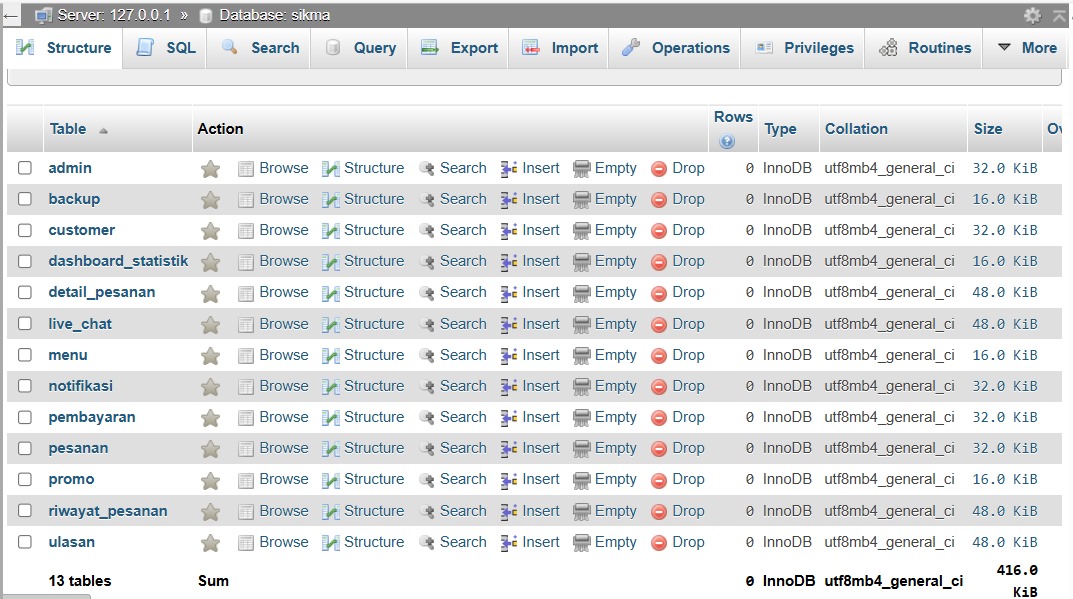 Server: 127.0.0.1 » Database: sikma
Structure SQL Search Query Export Import Operations Privileges Routines More
Table Action Rows Type Collation Size Ov
admin Browse Structure Search Insert Empty Drop 0 InnoDB utf8mb4_general_ci 32.0 KiB
backup Browse Structure Search Insert Empty Drop 0 InnoDB utf8mb4_general_ci 16.0 KiB
customer Browse Structure Search Insert Empty Drop 0 InnoDB utf8mb4_general_ci 32.0 KiB
dashboard_statistik Browse Structure Search Insert Empty Drop 0 InnoDB utf8mb4_general_ci 16.0 KiB
detail_pesanan Browse Structure Search Insert Empty Drop 0 InnoDB utf8mb4_general_ci 48.0 KiB
live_chat Browse Structure Search Insert Empty Drop 0 InnoDB utf8mb4_general_ci 48.0 KiB
menu Browse Structure Search Insert Empty Drop 0 InnoDB utf8mb4_general_ci 16.0 KiB
notifikasi Browse Structure Search Insert Empty Drop 0 InnoDB utf8mb4_general_ci 32.0 KiB
pembayaran Browse Structure Search Insert Empty Drop 0 InnoDB utf8mb4_general_ci 32.0 KiB
pesanan Browse Structure Search Insert Empty Drop 0 InnoDB utf8mb4_general_ci 32.0 KiB
promo Browse Structure Search Insert Empty Drop 0 InnoDB utf8mb4_general_ci 16.0 KiB
riwayat_pesanan Browse Structure Search Insert Empty Drop 0 InnoDB utf8mb4_general_ci 48.0 KiB
ulasan Browse Structure Search Insert Empty Drop 0 InnoDB utf8mb4_general_ci 48.0 KiB
13 tables Sum 0 InnoDB utf8mb4_general_ci 416.0
KiB